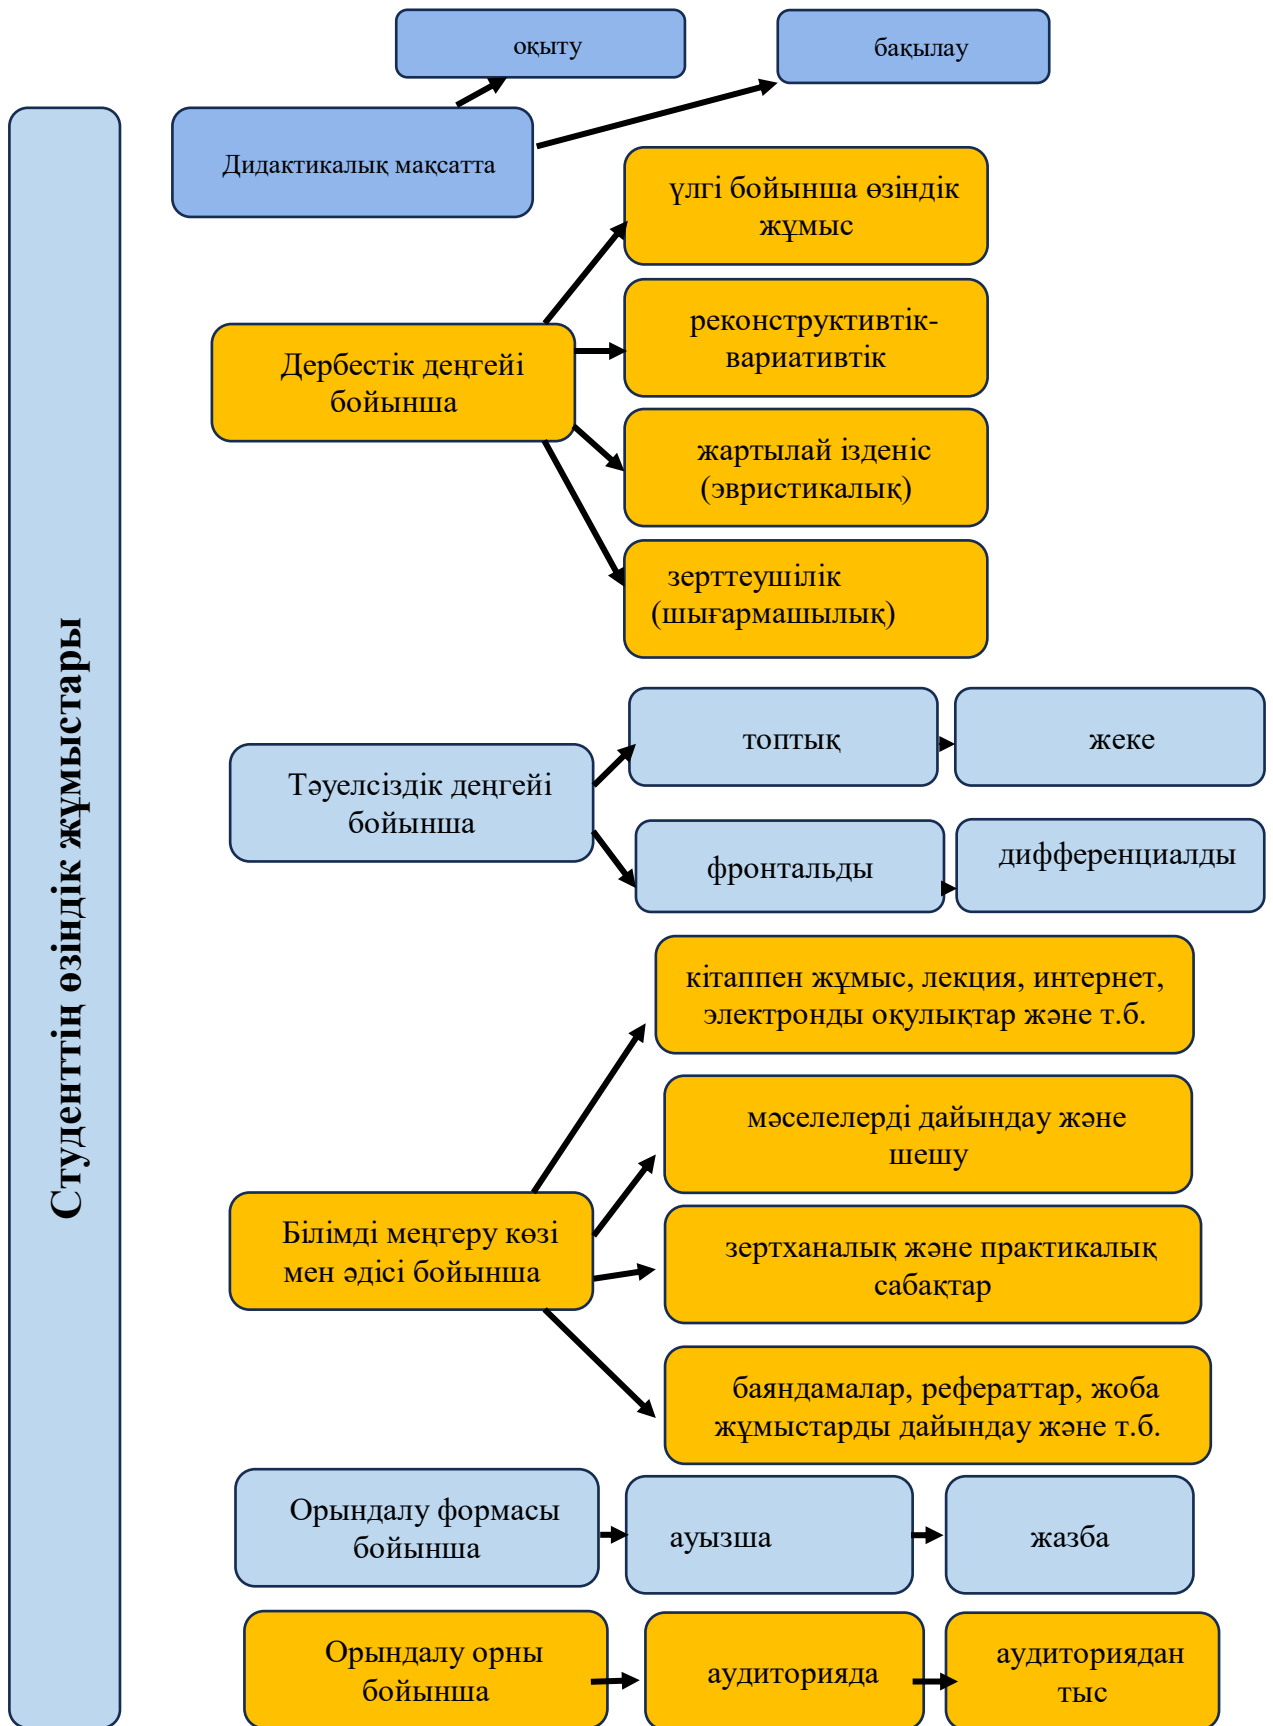 оқыту
бақылау
Дидактикалық мақсатта
үлгі бойынша өзіндік
жұмыс
реконструктивтік-
вариативтік
Дербестік деңгейі
бойынша
жартылай ізденіс
(эвристикалық)
зерттеушілік
(шығармашылық)
Студенттің өзіндік жұмыстары
топтық
жеке
Тәуелсіздік деңгейі
бойынша
фронтальды
дифференциалды
кітаппен жұмыс, лекция, интернет,
электронды оқулықтар және т.б.
мәселелерді дайындау және
шешу
Білімді меңгеру көзі
мен әдісі бойынша
зертханалық және практикалық
сабақтар
баяндамалар, рефераттар, жоба
жұмыстарды дайындау және т.б.
Орындалу формасы
бойынша
ауызша
жазба
Орындалу орны
бойынша
аудиторияда
аудиториядан
тыс